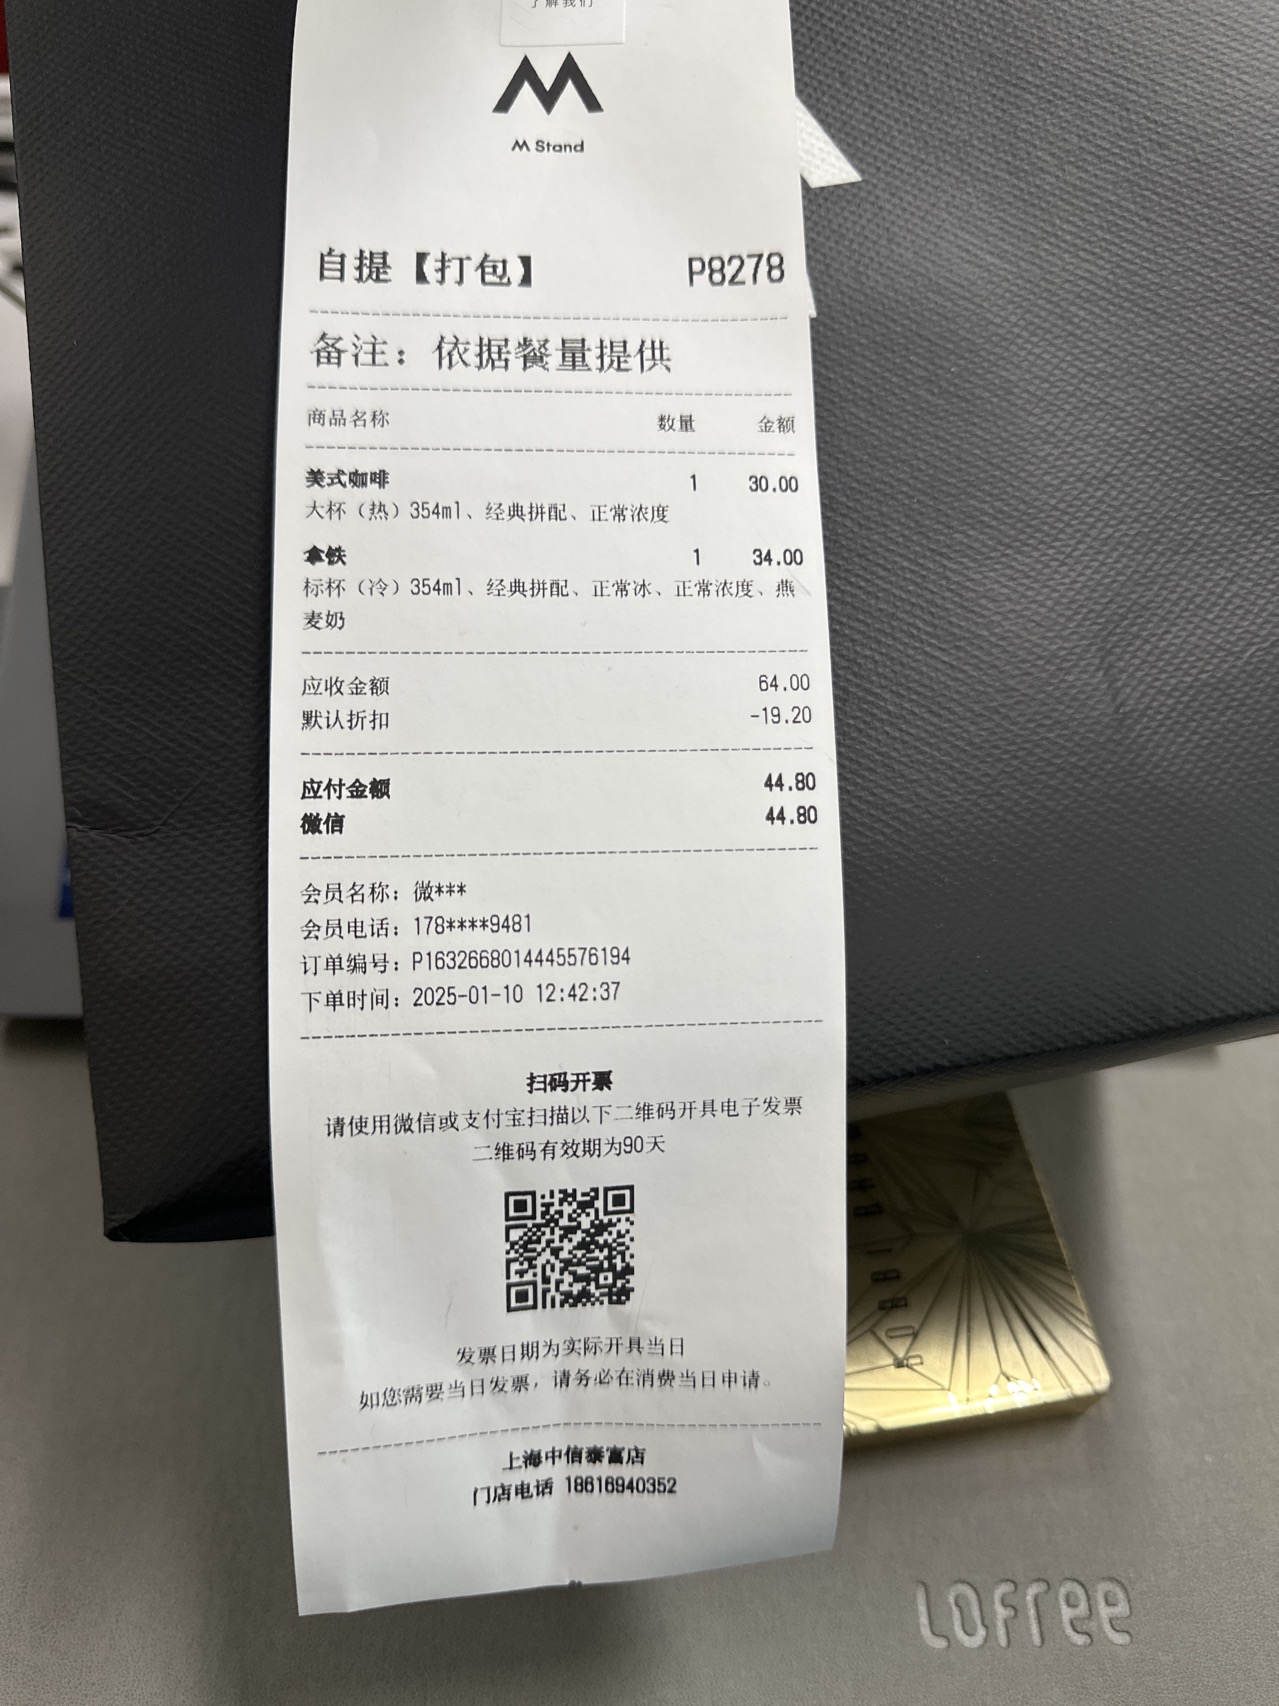 了解我们
M Stand
自提【打包】 P8278
备注：依据餐量提供
商品名称 数量 金额
美式咖啡 1 30.00
大杯（热）354ml、经典拼配、正常浓度
拿铁 1 34.00
标杯（冷）354ml、经典拼配、正常冰、正常浓度、燕
麦奶
应收金额 64.00
默认折扣 -19.20
应付金额 44.80
微信 44.80
会员名称：微***
会员电话：178****9481
订单编号：P1632668014445576194
下单时间：2025-01-10 12:42:37
扫码开票
请使用微信或支付宝扫描以下二维码开具电子发票
二维码有效期为90天
发票日期为实际开具当日
如您需要当日发票，请务必在消费当日申请。
上海中信泰富店
门店电话 18616940352
LOFREE